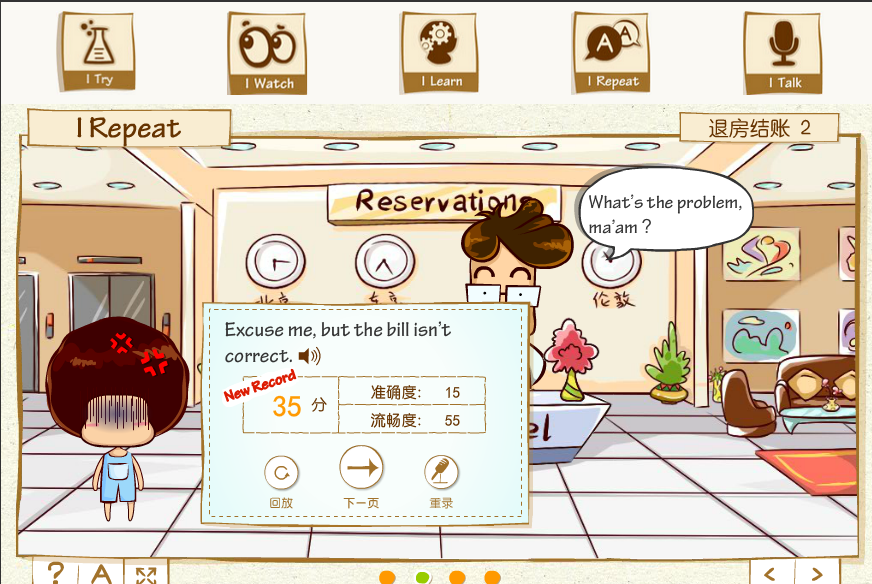 I Try
I Watch
I Learn
A A
I Repeat
I Talk
I Repeat
退房结账 2
Reservations
What's the problem,
ma'am ?
北京
东京
伦敦
Excuse me, but the bill isn't
correct.
New Record
35 分
准确度: 15
流畅度: 55
el
回放
下一页
重录
? A
< >